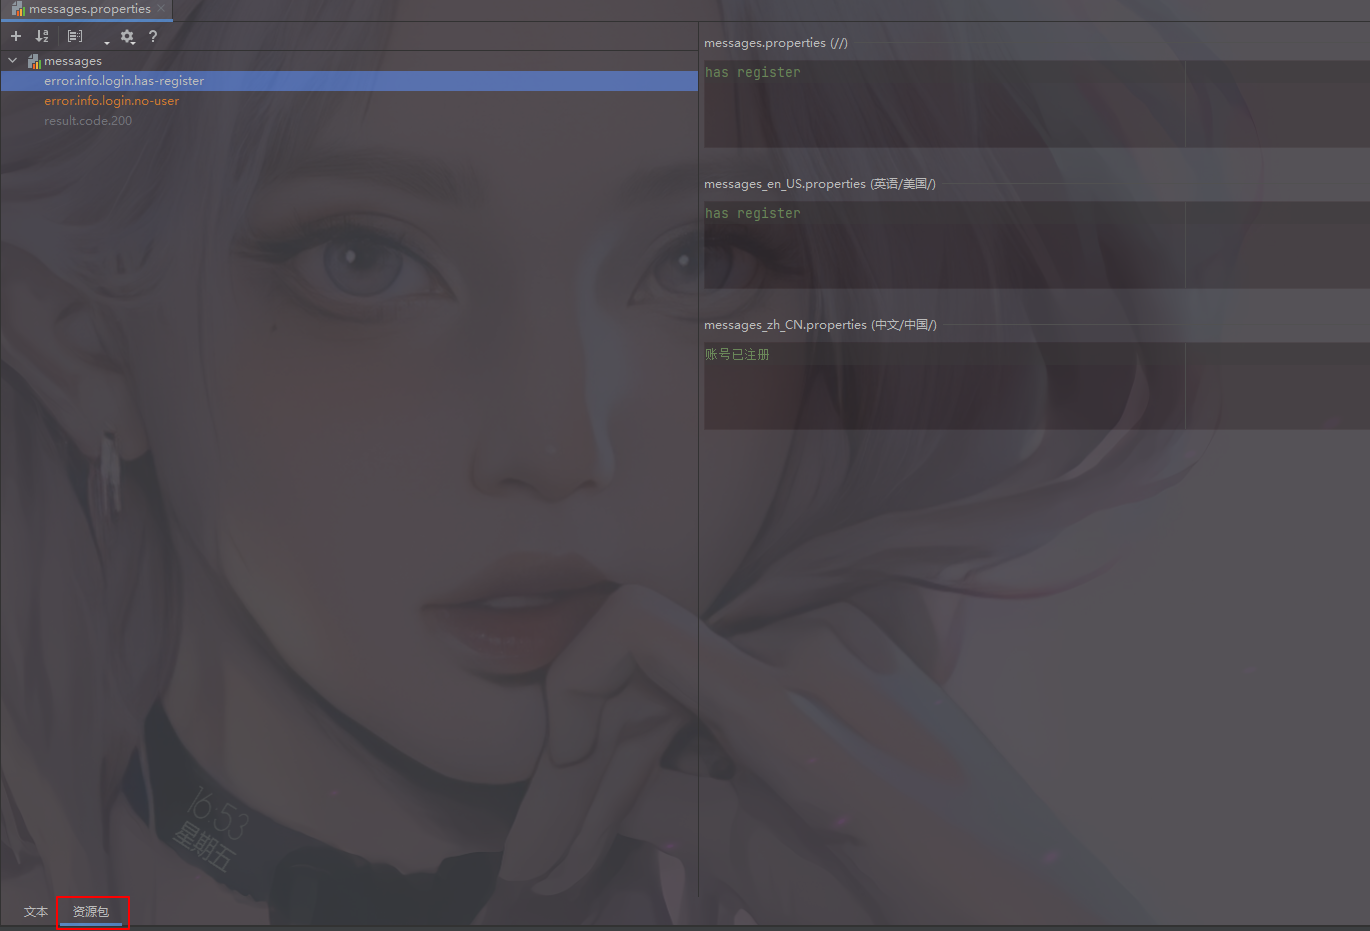 messages.properties
messages
error.info.login.has-register
error.info.login.no-user
result.code.200
messages.properties (//)
has register
messages_en_US.properties (英语/美国/)
has register
messages_zh_CN.properties (中文/中国/)
账号已注册
16:53
星期五
文本
资源包